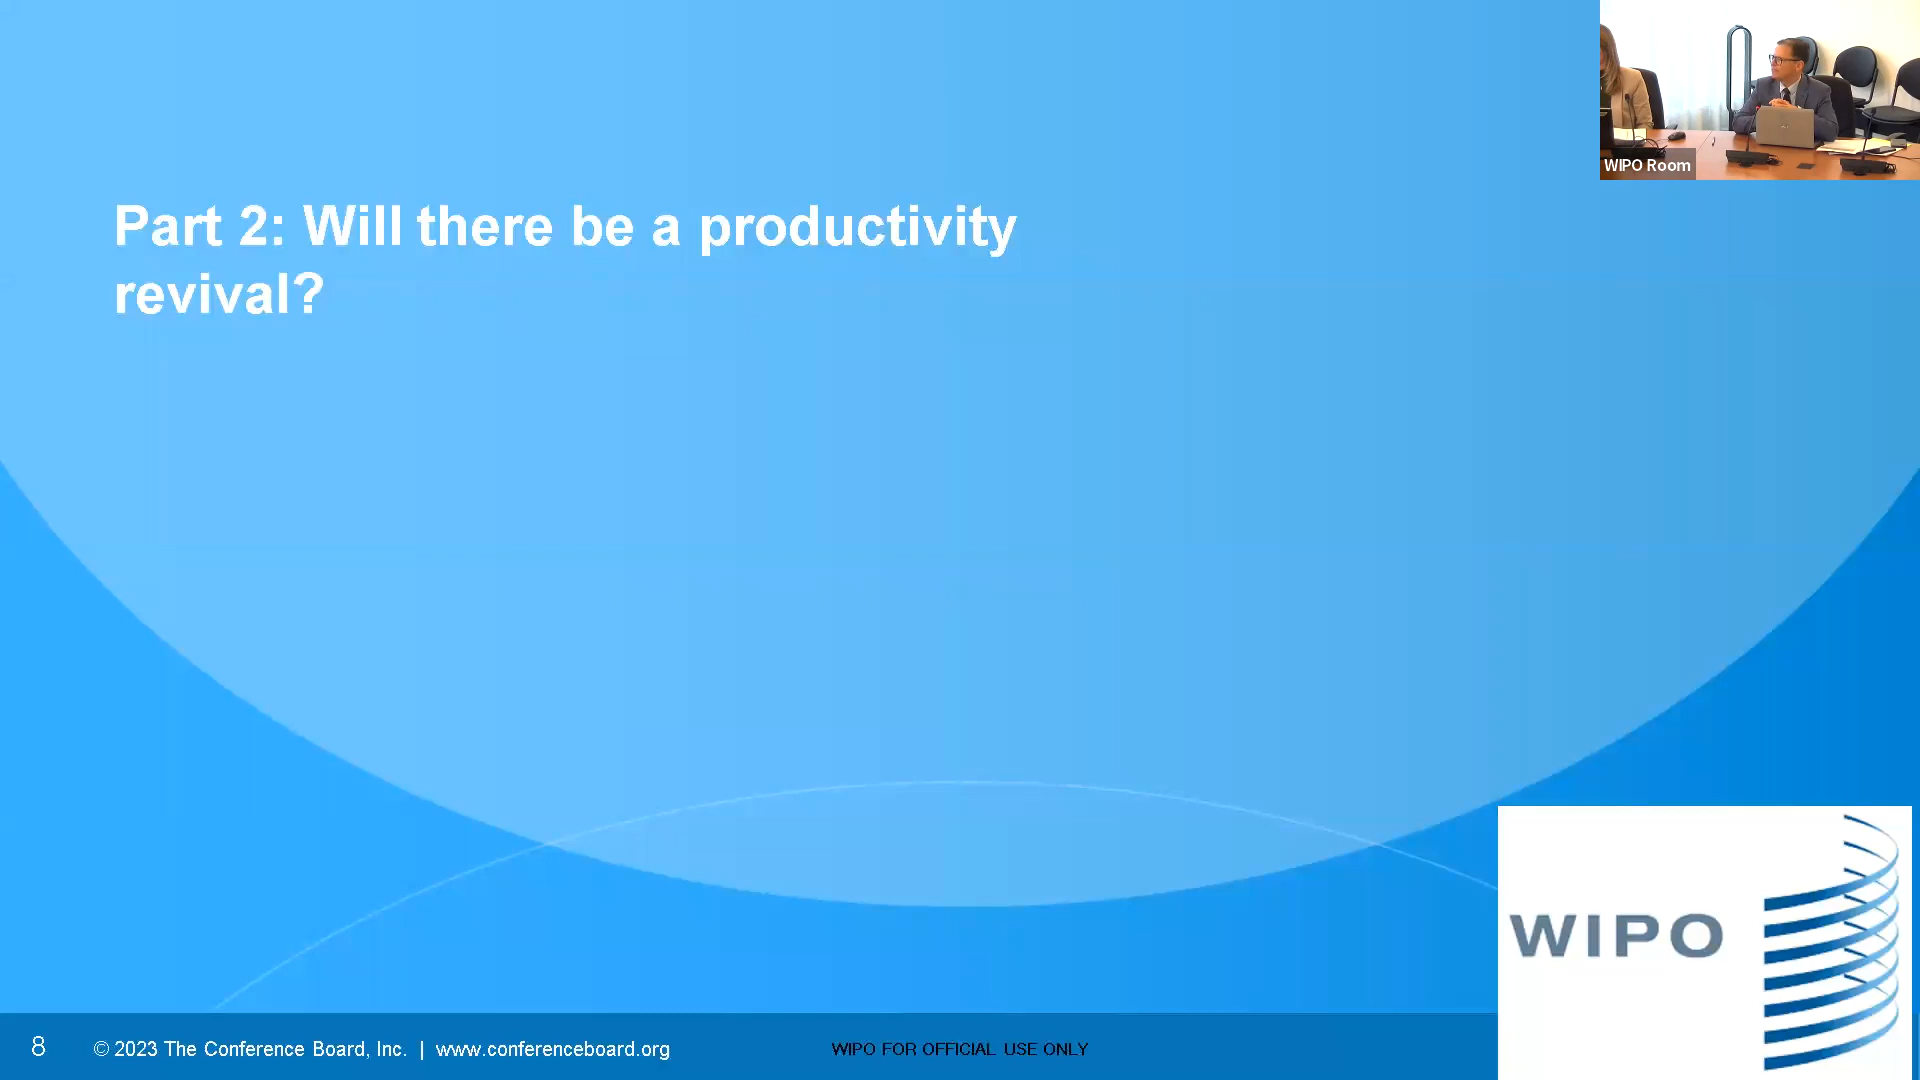 WIPO Room
Part 2: Will there be a productivity
revival?
WIPO
8
© 2023 The Conference Board, Inc. | www.conferenceboard.org
WIPO FOR OFFICIAL USE ONLY